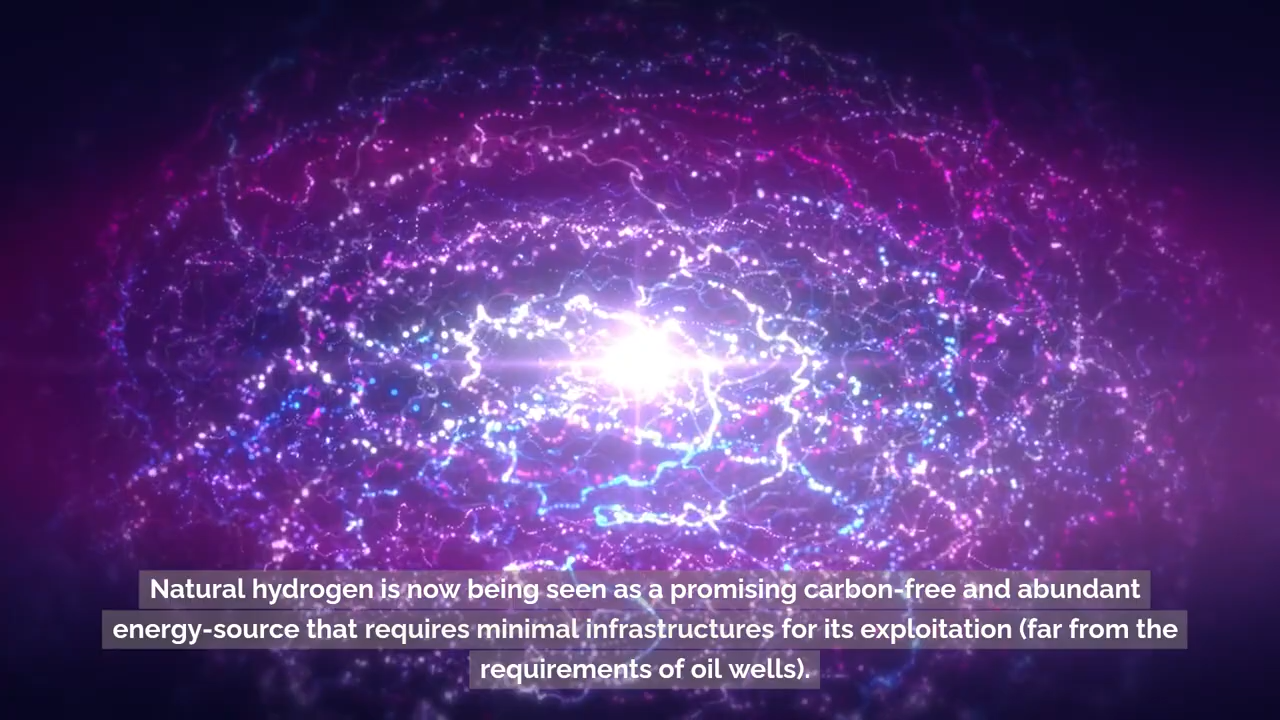 Natural hydrogen is now being seen as a promising carbon-free and abundant
energy-source that requires minimal infrastructures for its exploitation (far from the
requirements of oil wells).